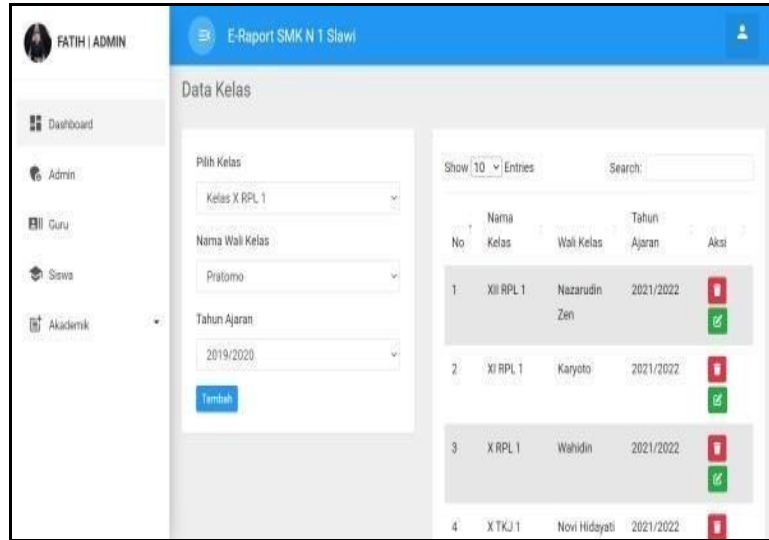 FATIH | ADMIN
E-Raport SMK N 1 Slawi
Dashboard
Admin
Guru
Siswa
Akademik
Data Kelas
Pilih Kelas
Kelas X RPL 1
Nama Wali Kelas
Pratomo
Tahun Ajaran
2019/2020
Tambah
Show 10 Entries Search:
No Nama Kelas Wali Kelas Tahun Ajaran Aksi
1 XII RPL 1 Nazarudin Zen 2021/2022
2 XI RPL 1 Karyoto 2021/2022
3 X RPL 1 Wahidin 2021/2022
4 X TKJ 1 Novi Hidayati 2021/2022